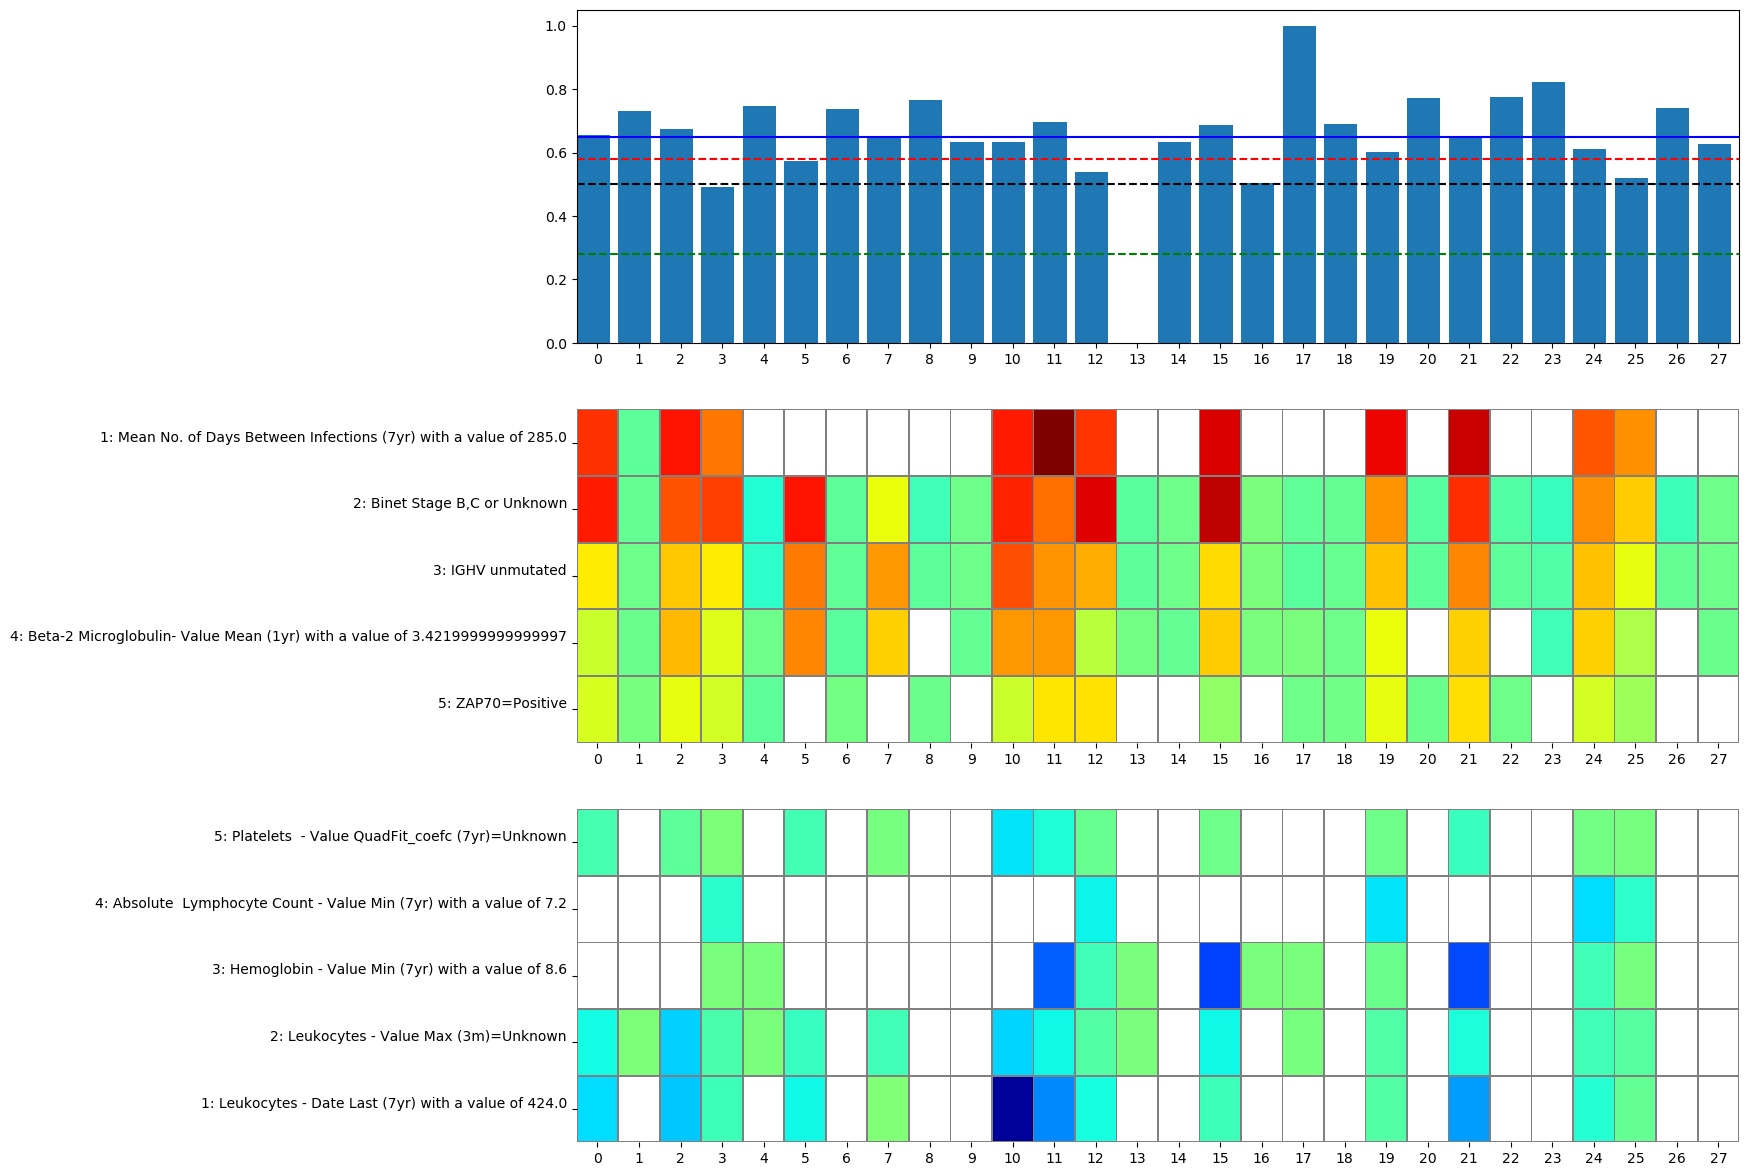 1.0
0.8
0.6
0.4
0.2
0.0
0 1 2 3 4 5 6 7 8 9 10 11 12 13 14 15 16 17 18 19 20 21 22 23 24 25 26 27
1: Mean No. of Days Between Infections (7yr) with a value of 285.0
2: Binet Stage B,C or Unknown
3: IGHV unmutated
4: Beta-2 Microglobulin- Value Mean (1yr) with a value of 3.4219999999999997
5: ZAP70=Positive
0 1 2 3 4 5 6 7 8 9 10 11 12 13 14 15 16 17 18 19 20 21 22 23 24 25 26 27
5: Platelets  - Value QuadFit_coefc (7yr)=Unknown
4: Absolute  Lymphocyte Count - Value Min (7yr) with a value of 7.2
3: Hemoglobin - Value Min (7yr) with a value of 8.6
2: Leukocytes - Value Max (3m)=Unknown
1: Leukocytes - Date Last (7yr) with a value of 424.0
0 1 2 3 4 5 6 7 8 9 10 11 12 13 14 15 16 17 18 19 20 21 22 23 24 25 26 27